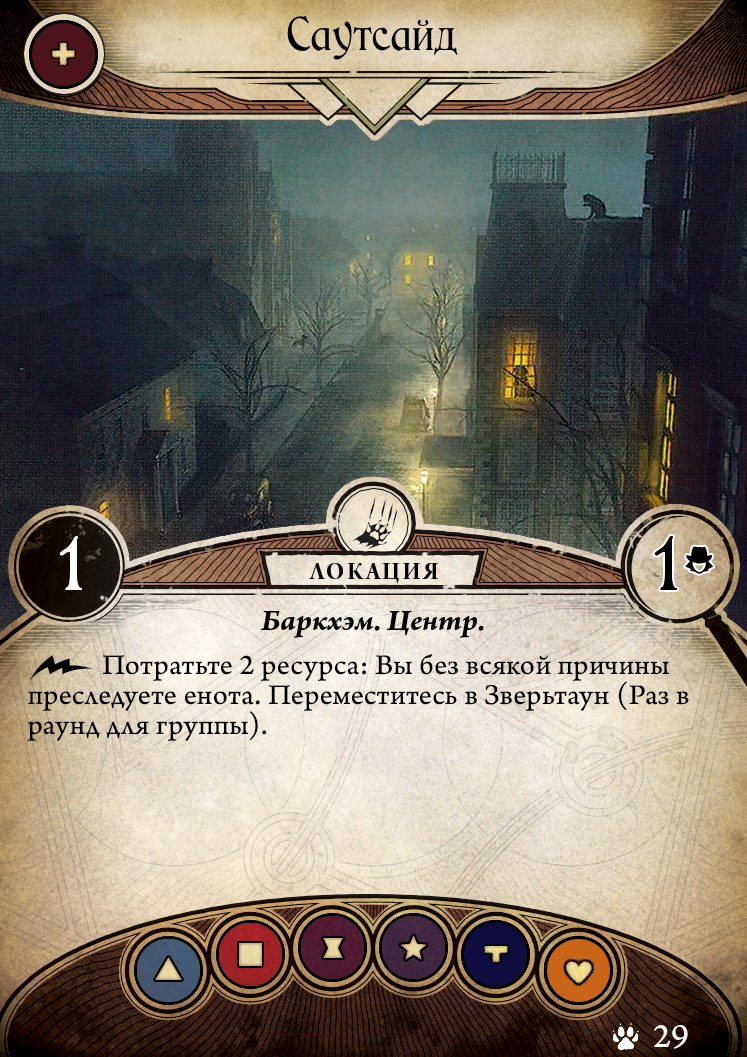 Саутсайд
1
1
ЛОКАЦИЯ
Баркхэм. Центр.
Потратьте 2 ресурса: Вы без всякой причины
преследуете енота. Переместитесь в Зверьтаун (Раз в
раунд для группы).
29